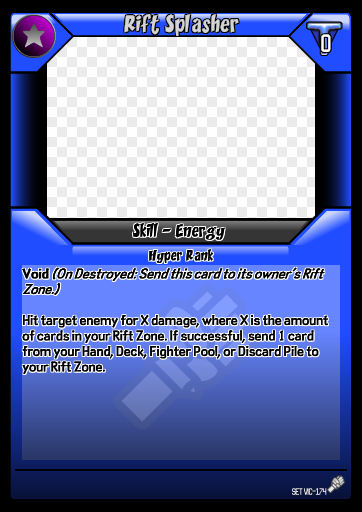 Rift Splasher
0
Skill - Energy
Hyper Rank
Void (On Destroyed: Send this card to its owner's Rift
Zone.)
Hit target enemy for X damage, where X is the amount
of cards in your Rift Zone. If successful, send 1 card
from your Hand, Deck, Fighter Pool, or Discard Pile to
your Rift Zone.
SET VIC-174